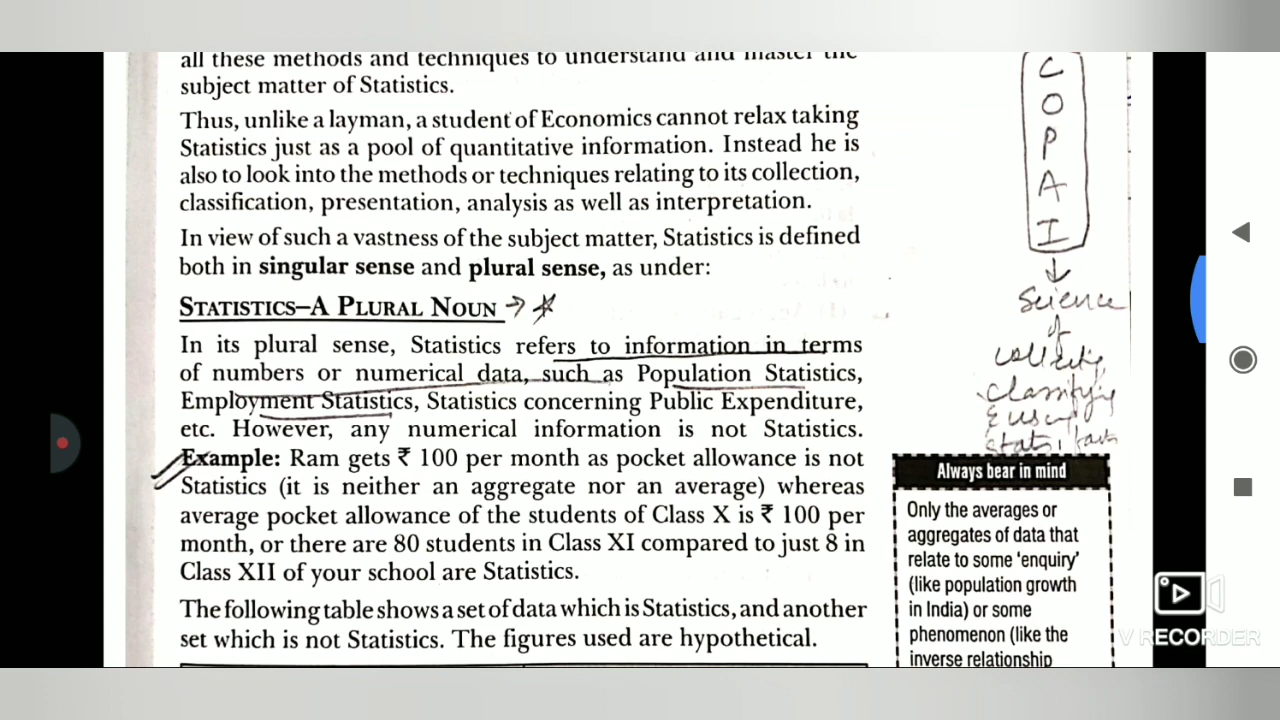 all these methods and techniques to understand and master the
subject matter of Statistics.
Thus, unlike a layman, a student of Economics cannot relax taking
Statistics just as a pool of quantitative information. Instead he is
also to look into the methods or techniques relating to its collection,
classification, presentation, analysis as well as interpretation.
In view of such a vastness of the subject matter, Statistics is defined
both in singular sense and plural sense, as under:
STATISTICS–A PLURAL NOUN
In its plural sense, Statistics refers to information in terms
of numbers or numerical data, such as Population Statistics,
Employment Statistics, Statistics concerning Public Expenditure,
etc. However, any numerical information is not Statistics.
Example: Ram gets ₹ 100 per month as pocket allowance is not
Statistics (it is neither an aggregate nor an average) whereas
average pocket allowance of the students of Class X is ₹ 100 per
month, or there are 80 students in Class XI compared to just 8 in
Class XII of your school are Statistics.
The following table shows a set of data which is Statistics, and another
set which is not Statistics. The figures used are hypothetical.
C
O
P
A
I
Science
of
classifying
Always bear in mind
Only the averages or
aggregates of data that
relate to some ‘enquiry’
(like population growth
in India) or some
phenomenon (like the
inverse relationship
V RECORDER